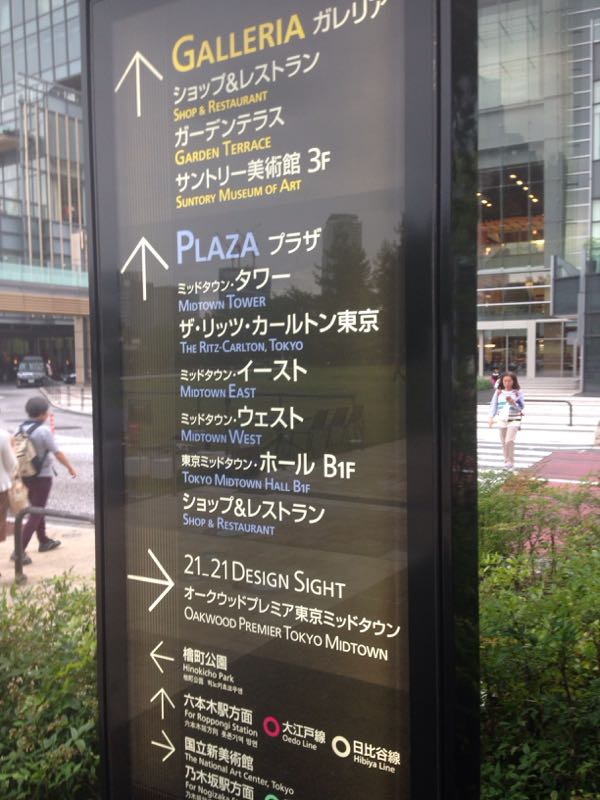 GALLERIA ガレリア
ショップ&レストラン
SHOP & RESTAURANT
ガーデンテラス
GARDEN TERRACE
サントリー美術館 3F
SUNTORY MUSEUM OF ART
PLAZA プラザ
ミッドタウン・タワー
MIDTOWN TOWER
ザ・リッツ・カールトン東京
THE RITZ-CARLTON, TOKYO
ミッドタウン・イースト
MIDTOWN EAST
ミッドタウン・ウェスト
MIDTOWN WEST
東京ミッドタウン・ホール B1F
TOKYO MIDTOWN HALL B1F
ショップ&レストラン
SHOP & RESTAURANT
21_21 DESIGN SIGHT
オークウッドプレミア東京ミッドタウン
OAKWOOD PREMIER TOKYO MIDTOWN
檜町公園
Hinokicho Park
六本木駅方面 大江戸線 日比谷線
For Roppongi Station Oedo Line Hibiya Line
国立新美術館
The National Art Center, Tokyo
乃木坂駅方面
For Nogizaka